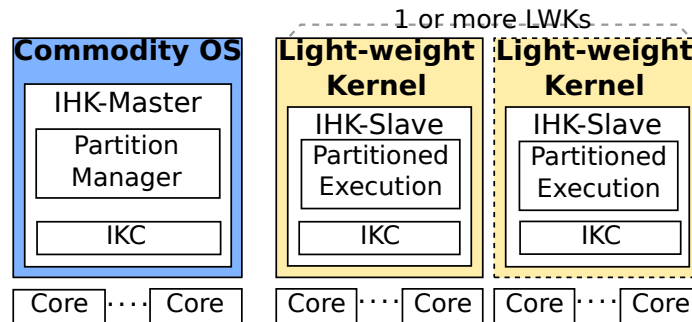 1 or more LWKs
Commodity OS
IHK-Master
Partition
Manager
IKC
Core ···· Core
Light-weight
Kernel
IHK-Slave
Partitioned
Execution
IKC
Core ···· Core
Light-weight
Kernel
IHK-Slave
Partitioned
Execution
IKC
Core ···· Core